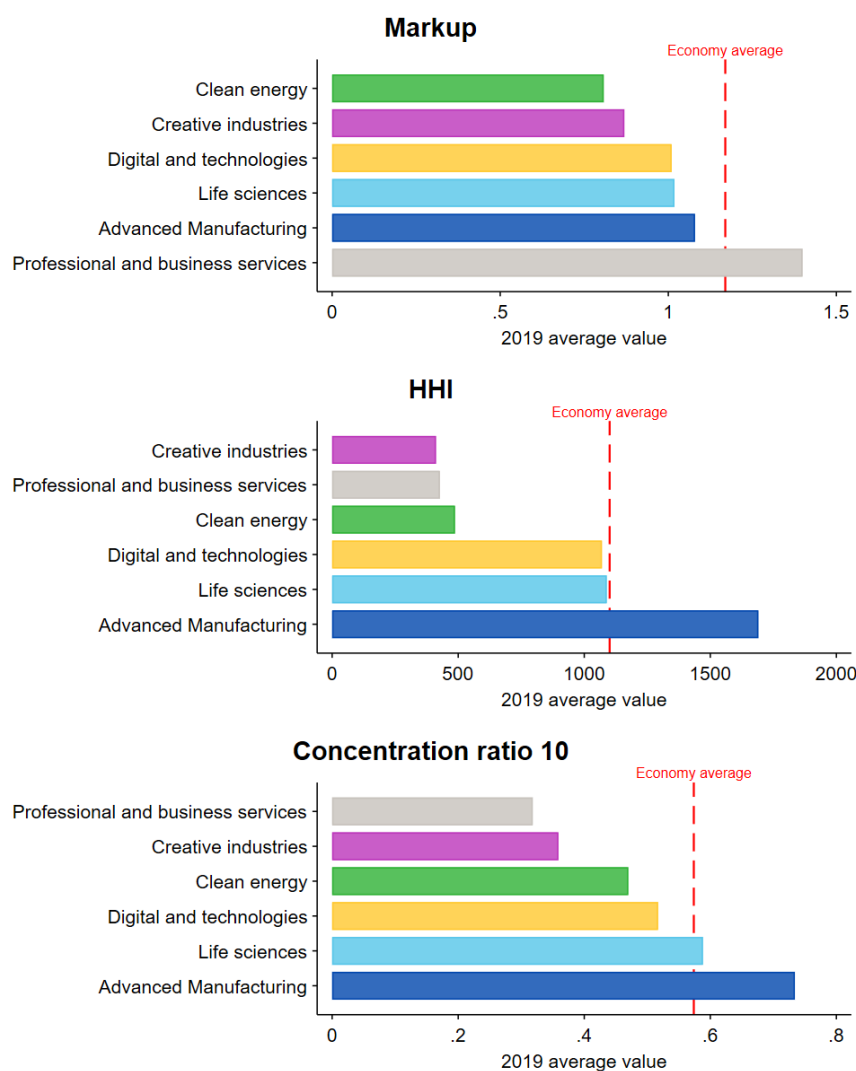 Markup
Economy average
Clean energy
Creative industries
Digital and technologies
Life sciences
Advanced Manufacturing
Professional and business services
0 .5 1 1.5
2019 average value
HHI
Economy average
Creative industries
Professional and business services
Clean energy
Digital and technologies
Life sciences
Advanced Manufacturing
0 500 1000 1500 2000
2019 average value
Concentration ratio 10
Economy average
Professional and business services
Creative industries
Clean energy
Digital and technologies
Life sciences
Advanced Manufacturing
0 .2 .4 .6 .8
2019 average value